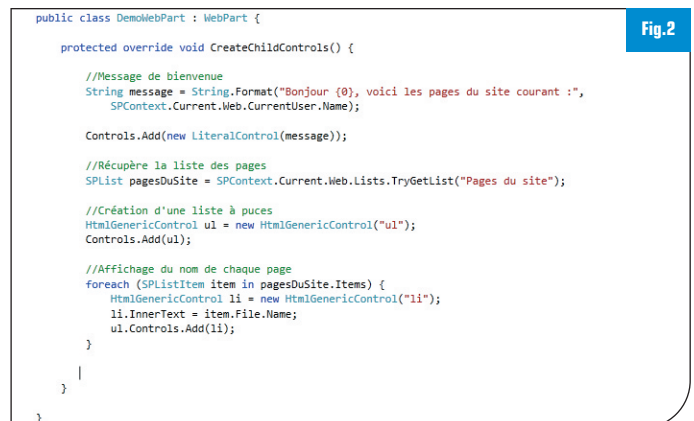 Fig.2
public class DemoWebPart : WebPart {
protected override void CreateChildControls() {
//Message de bienvenue
String message = String.Format("Bonjour {0}, voici les pages du site courant :",
SPContext.Current.Web.CurrentUser.Name);
Controls.Add(new LiteralControl(message));
//Récupère la liste des pages
SPList pagesDuSite = SPContext.Current.Web.Lists.TryGetList("Pages du site");
//Création d'une liste à puces
HtmlGenericControl ul = new HtmlGenericControl("ul");
Controls.Add(ul);
//Affichage du nom de chaque page
foreach (SPListItem item in pagesDuSite.Items) {
HtmlGenericControl li = new HtmlGenericControl("li");
li.InnerText = item.File.Name;
ul.Controls.Add(li);
}
}
}